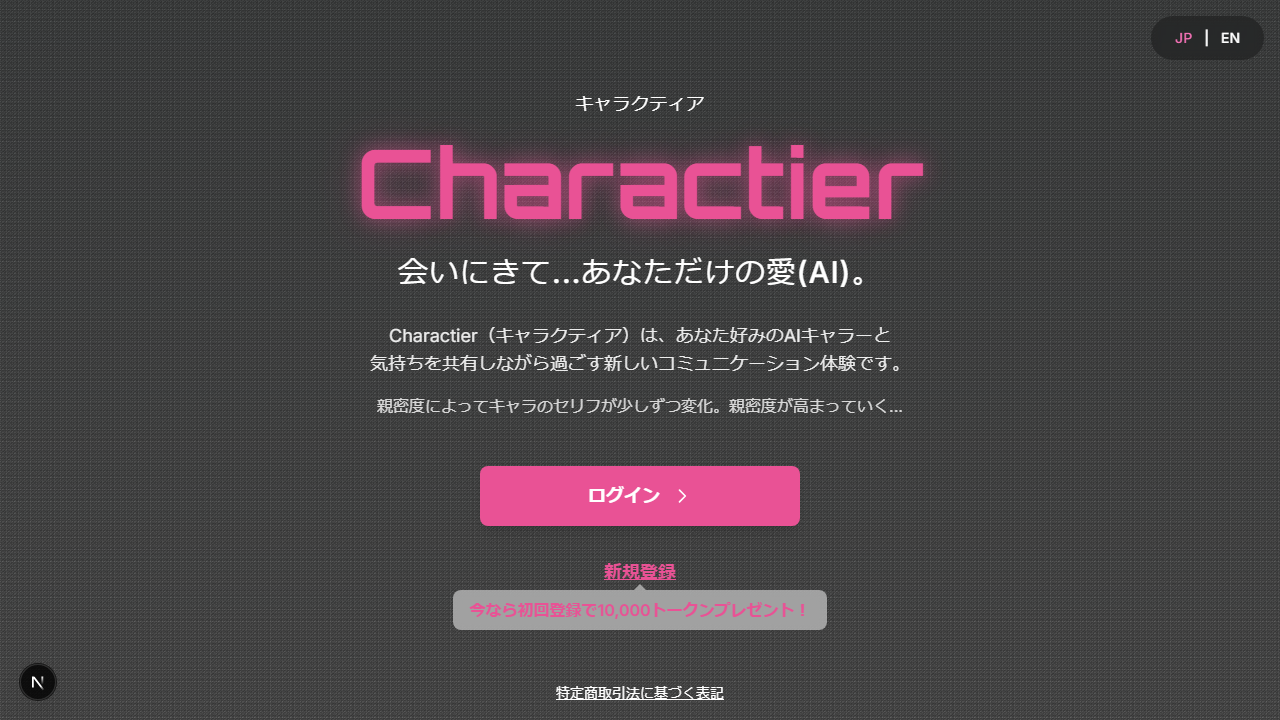 JP | EN
キャラクティア
Charactier
会いにきて...あなただけの愛(AI)。
Charactier（キャラクティア）は、あなた好みのAIキャラーと
気持ちを共有しながら過ごす新しいコミュニケーション体験です。
親密度によってキャラのセリフが少しずつ変化。親密度が高まっていく...
ログイン
新規登録
今なら初回登録で10,000トークンプレゼント！
N
特定商取引法に基づく表記